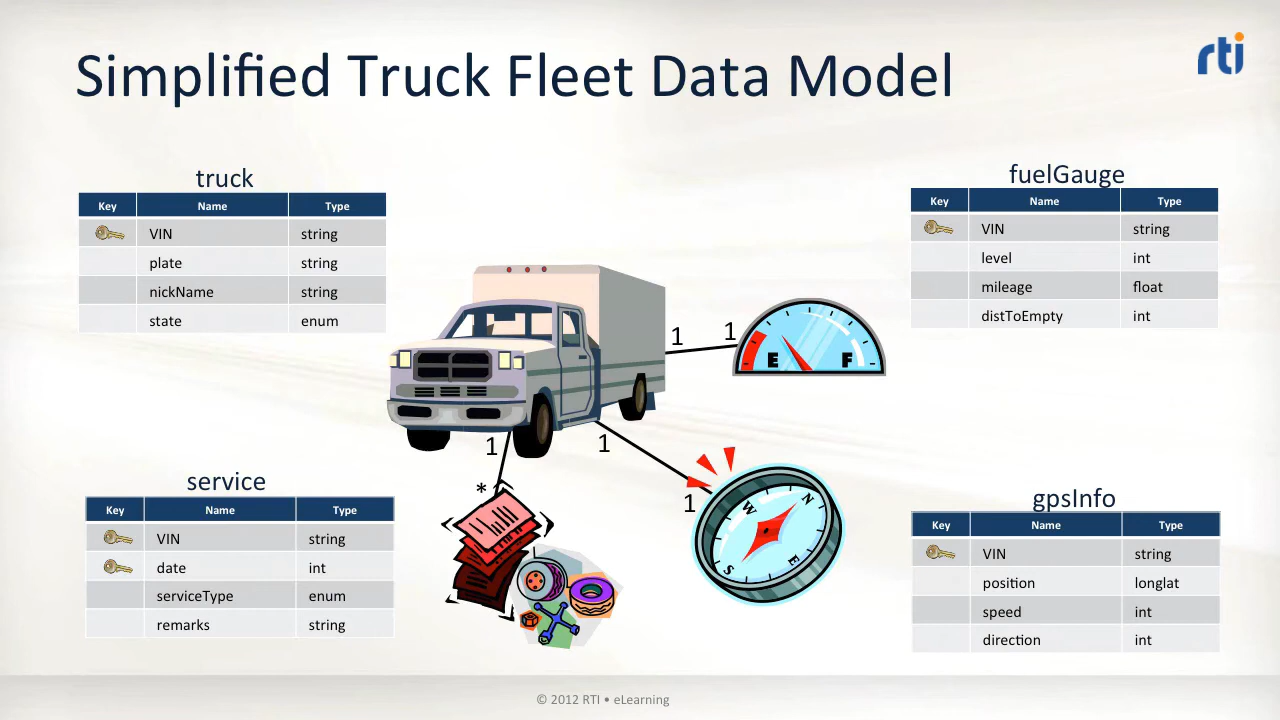 Simplified Truck Fleet Data Model
rti
truck
Key Name Type
VIN string
plate string
nickName string
state enum
fuelGauge
Key Name Type
VIN string
level int
mileage float
distToEmpty int
1 1
E F
1 1
* 1
N
W
E
S
service
Key Name Type
VIN string
date int
serviceType enum
remarks string
gpsInfo
Key Name Type
VIN string
position longlat
speed int
direction int
© 2012 RTI • eLearning